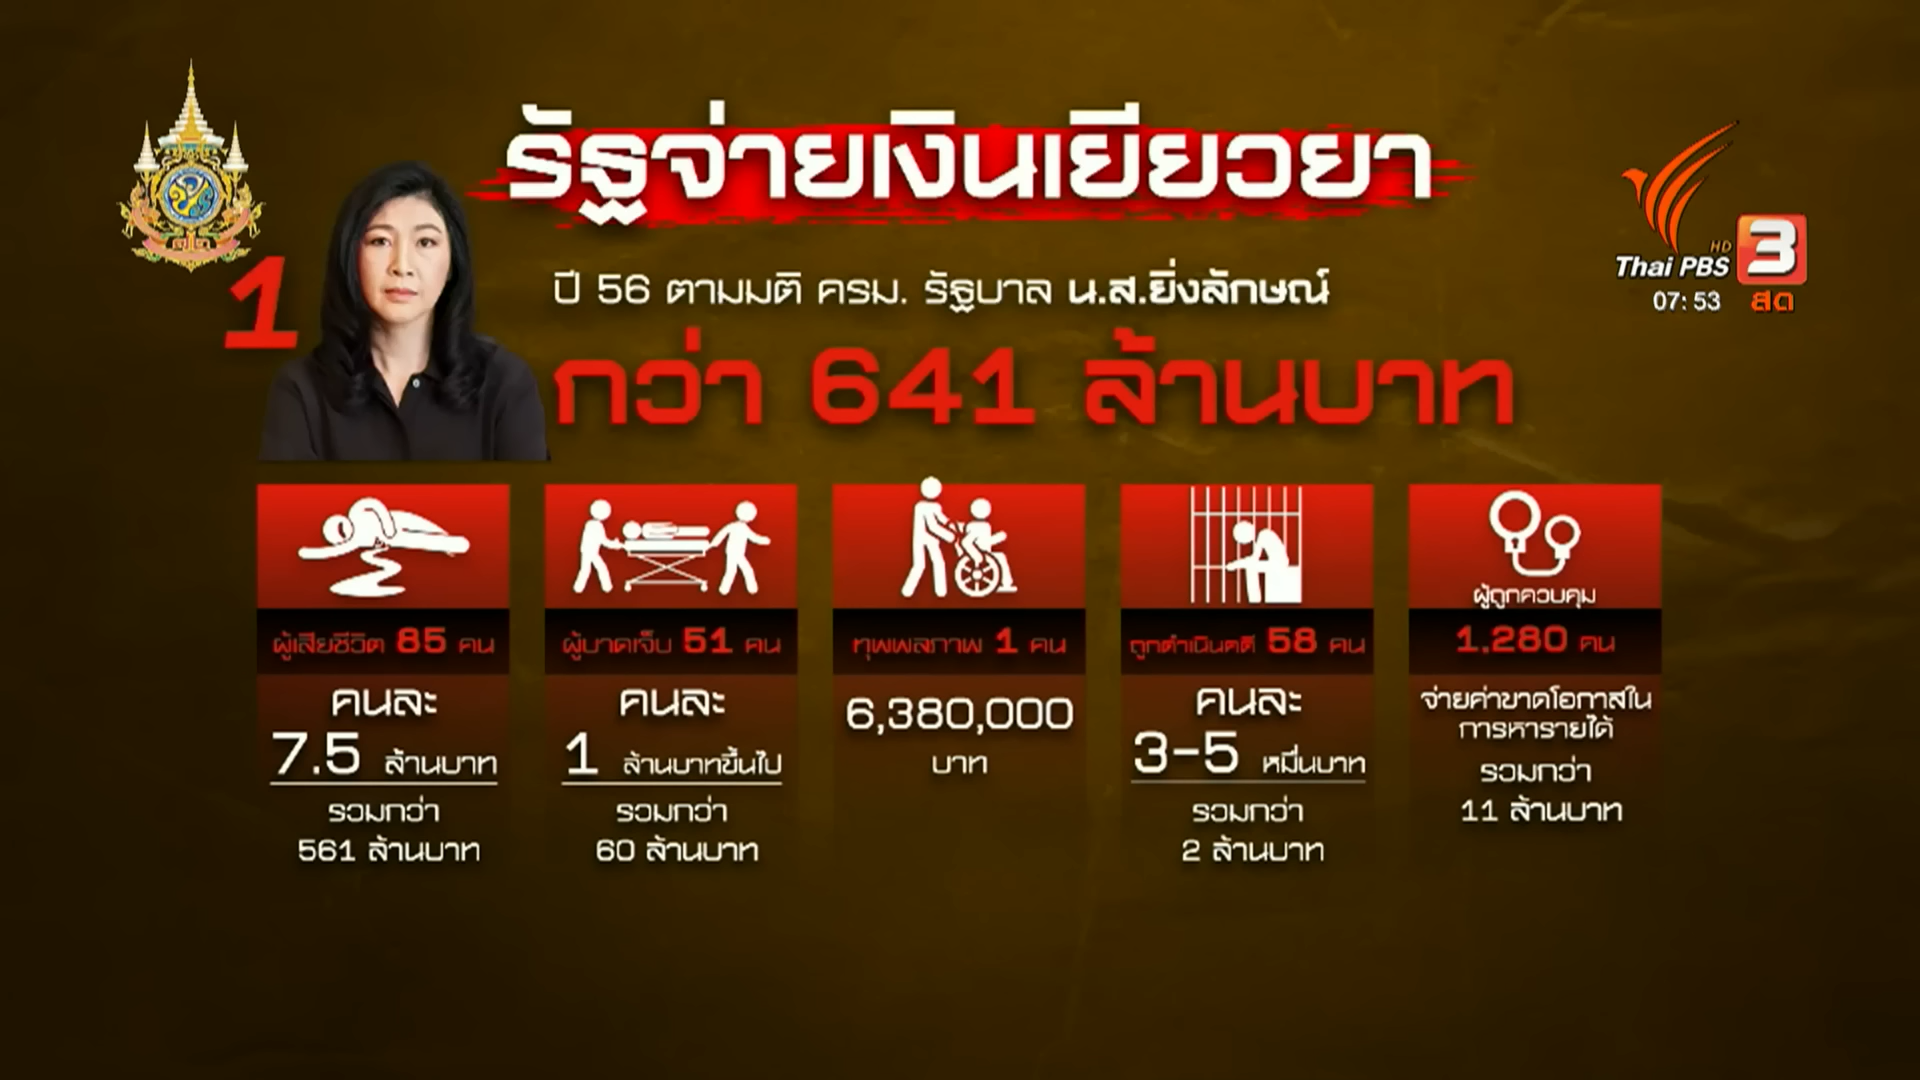 รัฐจ่ายเงินเยียวยา
HD
Thai PBS 3
07:53 สด
1
ปี 56 ตามมติ ครม. รัฐบาล น.ส.ยิ่งลักษณ์
กว่า 641 ล้านบาท
ผู้เสียชีวิต 85 คน
คนละ
7.5 ล้านบาท
รวมกว่า
561 ล้านบาท
ผู้บาดเจ็บ 51 คน
คนละ
1 ล้านบาทขึ้นไป
รวมกว่า
60 ล้านบาท
ทุพพลภาพ 1 คน
6,380,000
บาท
ถูกดำเนินคดี 58 คน
คนละ
3-5 หมื่นบาท
รวมกว่า
2 ล้านบาท
ผู้ถูกควบคุม
1,280 คน
จ่ายค่าขาดโอกาสใน
การหารายได้
รวมกว่า
11 ล้านบาท